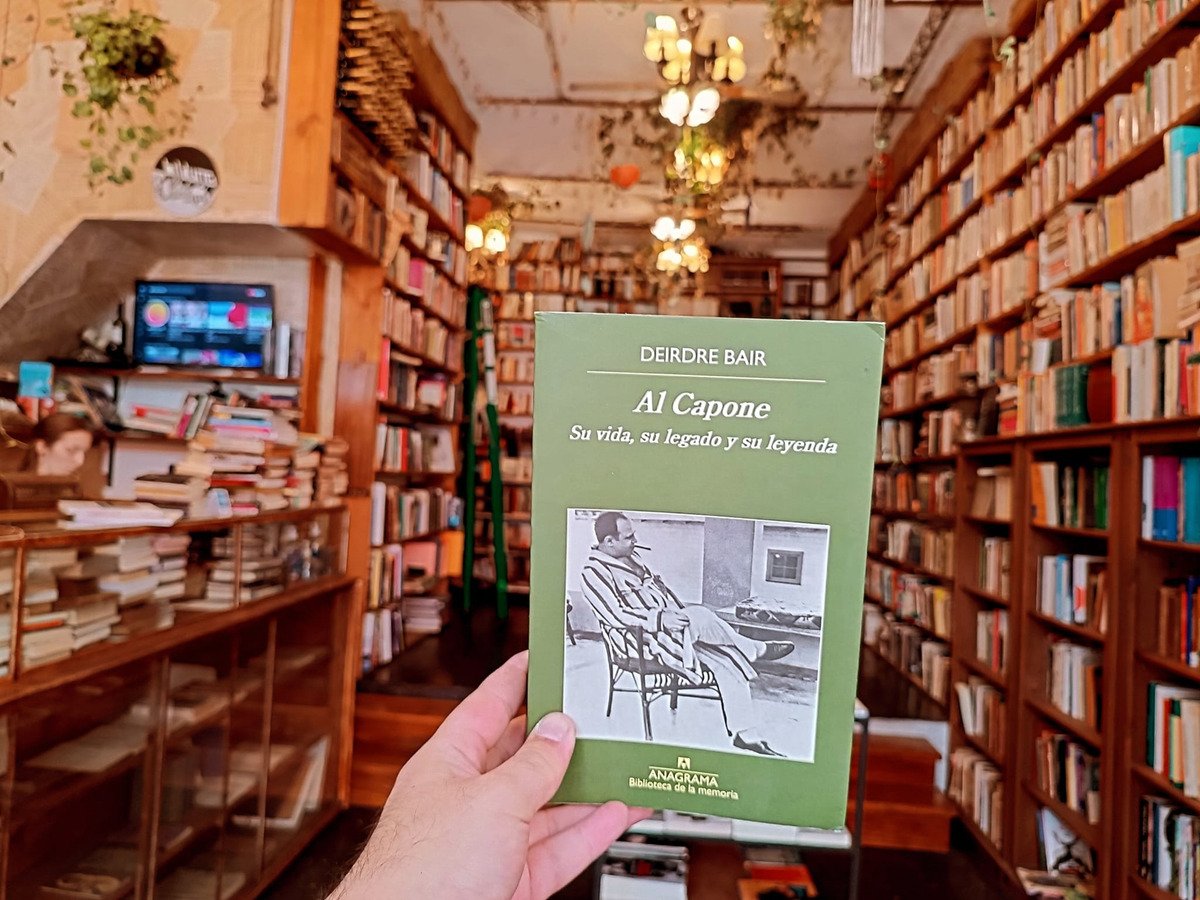 DEIRDRE BAIR
Al Capone
Su vida, su legado y su leyenda
ANAGRAMA
Biblioteca de la memoria